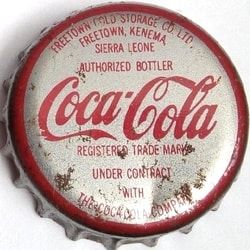 FREETOWN COLD STORAGE CO. LTD.
FREETOWN, KENEMA
SIERRA LEONE
AUTHORIZED BOTTLER
Coca-Cola
REGISTERED TRADE MARK
UNDER CONTRACT
WITH
THE COCA-COLA COMPANY